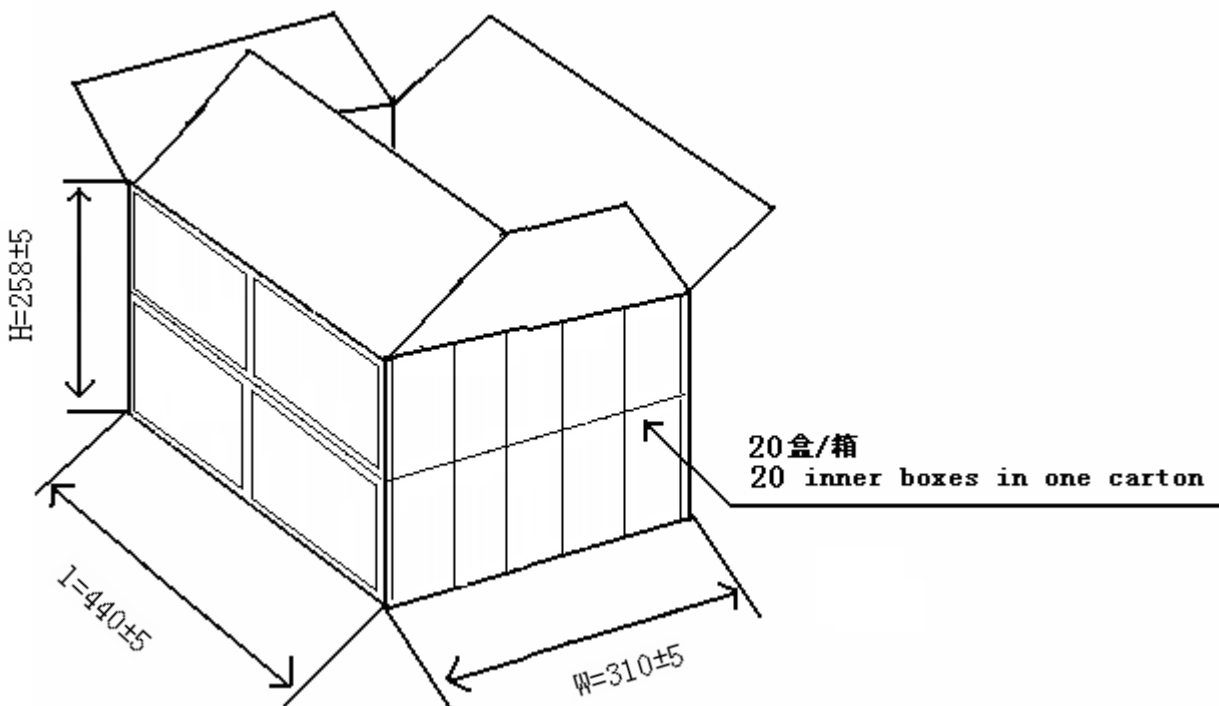 H=258±5
20盒/箱
20 inner boxes in one carton
l=440±5
W=310±5